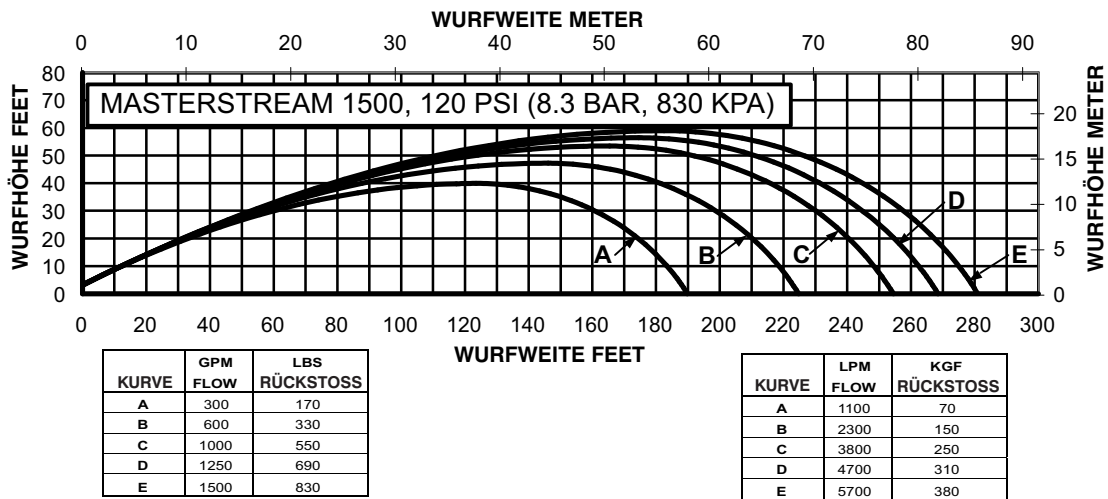 WURFWEITE METER
0 10 20 30 40 50 60 70 80 90
WURFHÖHE FEET
80
70
60
50
40
30
20
10
0
MASTERSTREAM 1500, 120 PSI (8.3 BAR, 830 KPA)
A
B
C
D
E
20
15
10
5
0
WURFHÖHE METER
0 20 40 60 80 100 120 140 160 180 200 220 240 260 280 300
WURFWEITE FEET
KURVE GPM FLOW LBS RÜCKSTOSS
A 300 170
B 600 330
C 1000 550
D 1250 690
E 1500 830
KURVE LPM FLOW KGF RÜCKSTOSS
A 1100 70
B 2300 150
C 3800 250
D 4700 310
E 5700 380